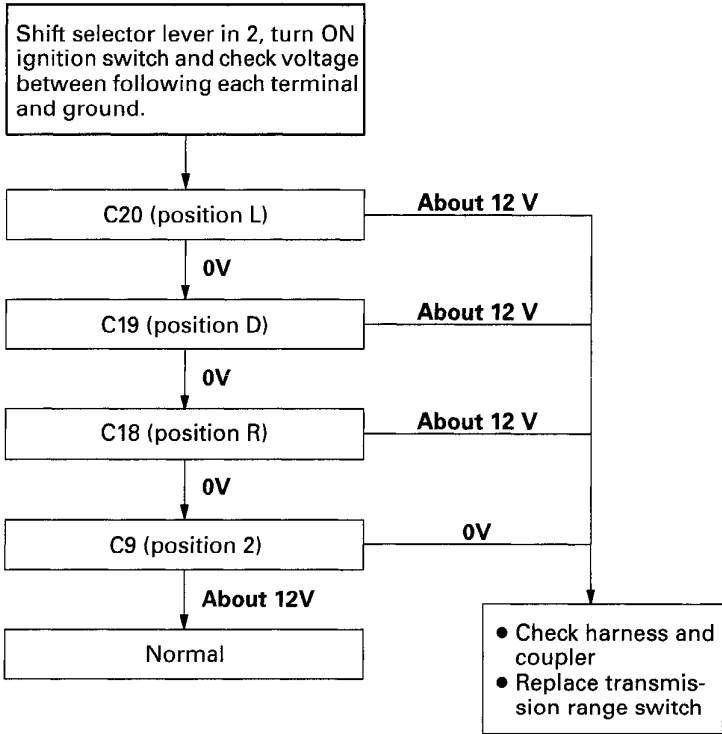 Shift selector lever in 2, turn ON
ignition switch and check voltage
between following each terminal
and ground.
C20 (position L)
About 12 V
0V
C19 (position D)
About 12 V
0V
C18 (position R)
About 12 V
0V
C9 (position 2)
0V
About 12V
Normal
● Check harness and
coupler
● Replace transmis-
sion range switch